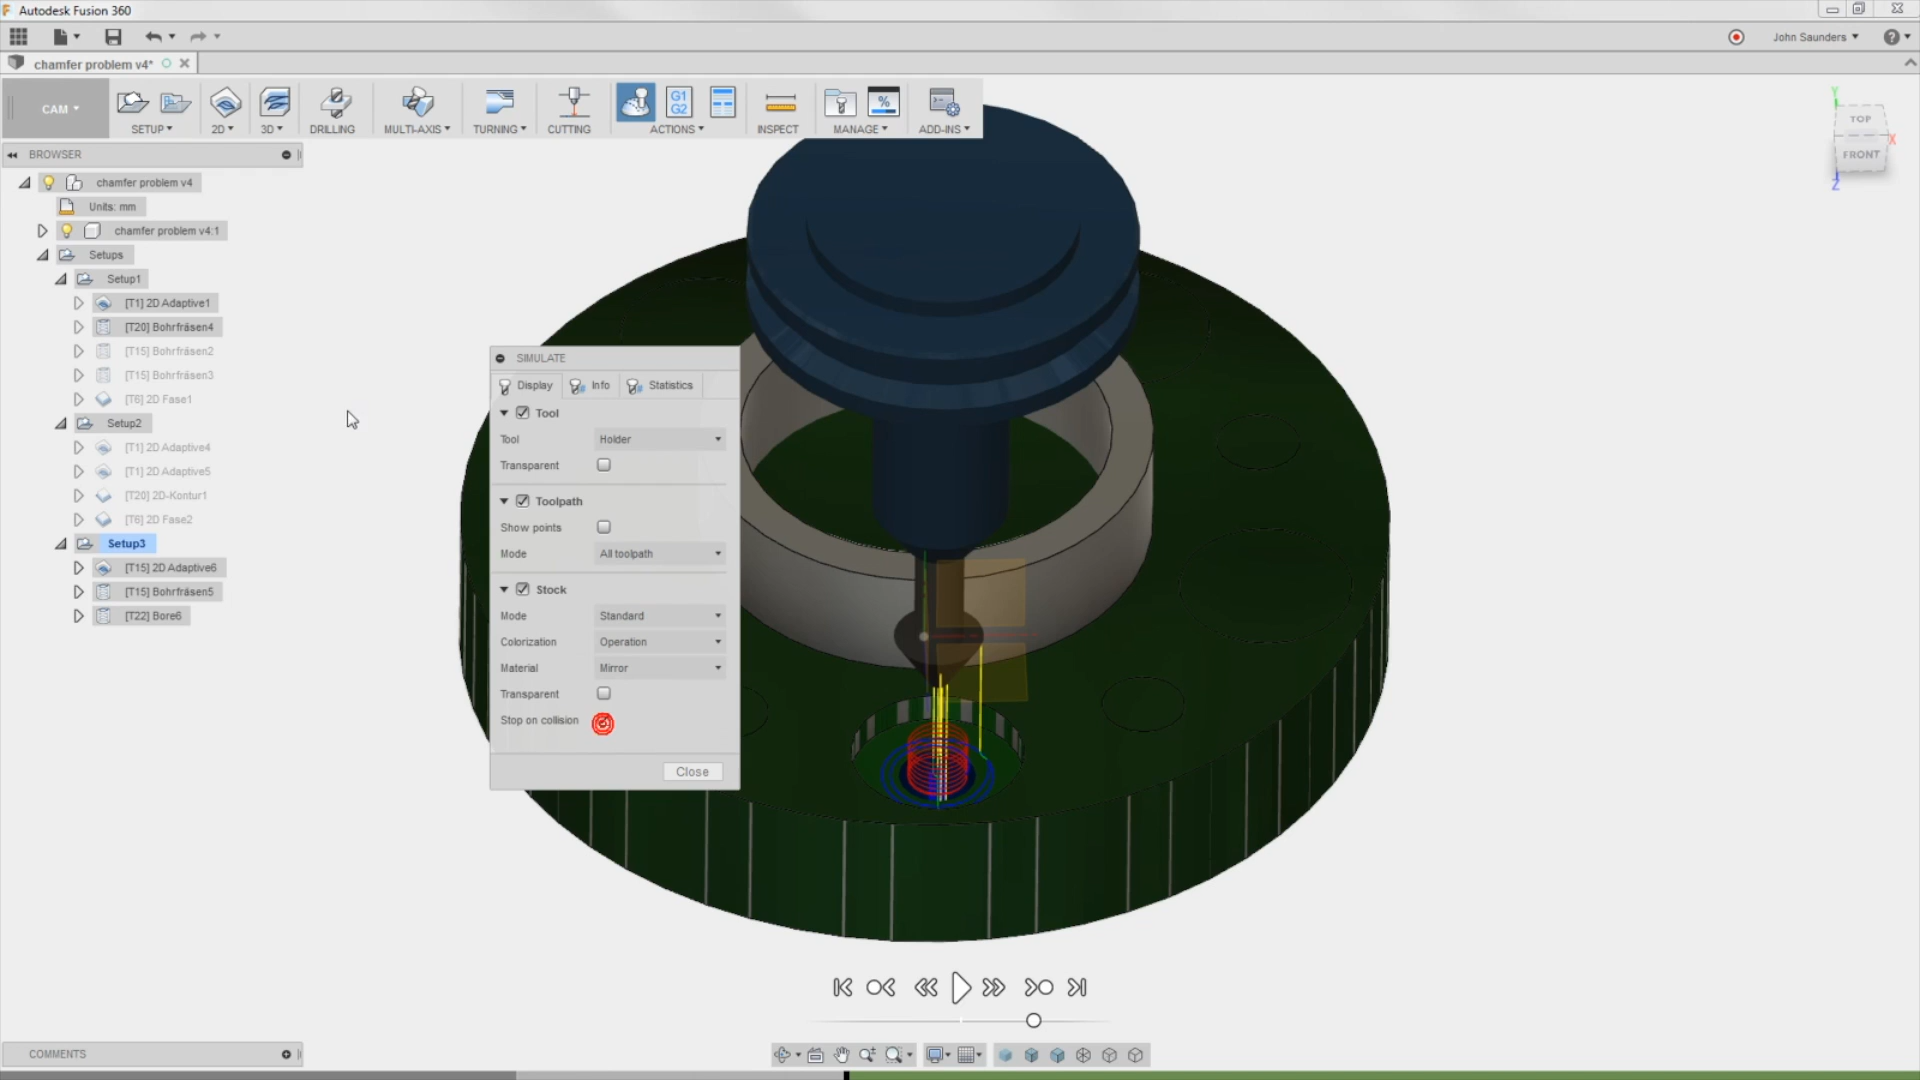 Autodesk Fusion 360
John Saunders
chamfer problem v4*
CAM
SETUP
2D
3D
DRILLING
MULTI-AXIS
TURNING
CUTTING
G1
G2
ACTIONS
INSPECT
%
MANAGE
ADD-INS
BROWSER
chamfer problem v4
Units: mm
chamfer problem v4:1
Setups
Setup1
[T1] 2D Adaptive1
[T20] Bohrfräsen4
[T15] Bohrfräsen2
[T15] Bohrfräsen3
[T6] 2D Fase1
Setup2
[T1] 2D Adaptive4
[T1] 2D Adaptive5
[T20] 2D-Kontur1
[T6] 2D Fase2
Setup3
[T15] 2D Adaptive6
[T15] Bohrfräsen5
[T22] Bore6
SIMULATE
Display Info Statistics
Tool
Tool Holder
Transparent
Toolpath
Show points
Mode All toolpath
Stock
Mode Standard
Colorization Operation
Material Mirror
Transparent
Stop on collision
Close
Y
TOP
X
FRONT
Z
COMMENTS